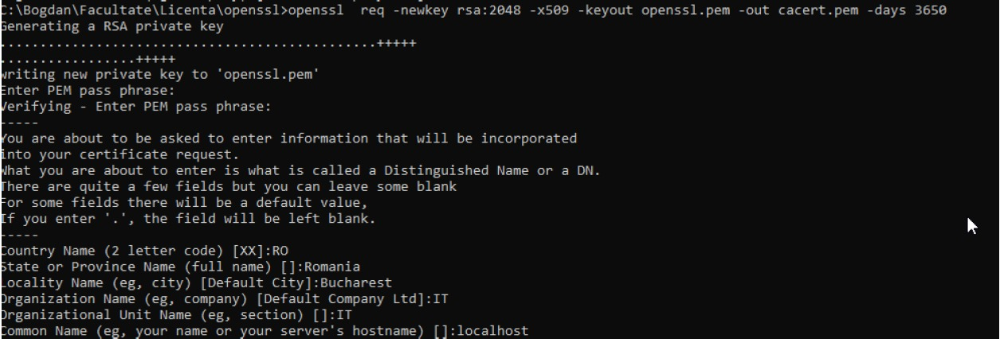 C:\Bogdan\Facultate\Licenta\openssl>openssl  req -newkey rsa:2048 -x509 -keyout openssl.pem -out cacert.pem -days 3650
Generating a RSA private key
...............................................+++++
.................+++++
writing new private key to 'openssl.pem'
Enter PEM pass phrase:
Verifying - Enter PEM pass phrase:
-----
You are about to be asked to enter information that will be incorporated
into your certificate request.
What you are about to enter is what is called a Distinguished Name or a DN.
There are quite a few fields but you can leave some blank
For some fields there will be a default value,
If you enter '.', the field will be left blank.
-----
Country Name (2 letter code) [XX]:RO
State or Province Name (full name) []:Romania
Locality Name (eg, city) [Default City]:Bucharest
Organization Name (eg, company) [Default Company Ltd]:IT
Organizational Unit Name (eg, section) []:IT
Common Name (eg, your name or your server's hostname) []:localhost